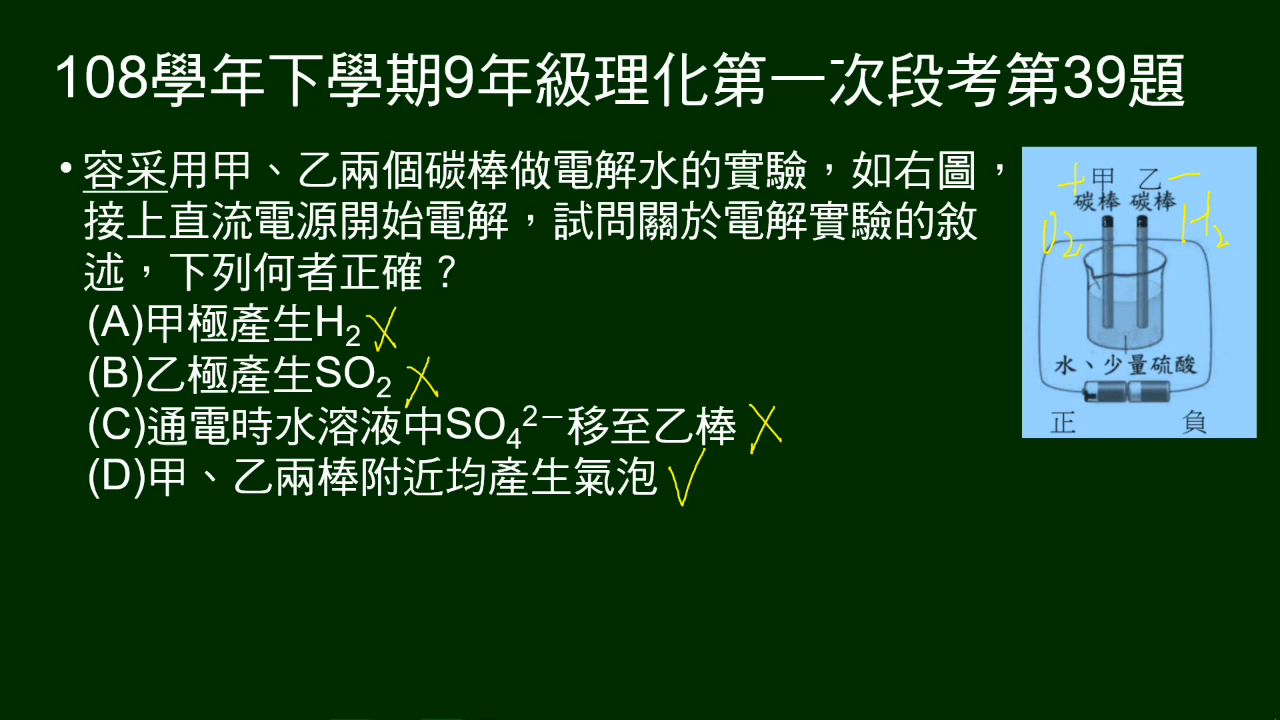 108學年下學期9年級理化第一次段考第39題
• 容采用甲、乙兩個碳棒做電解水的實驗，如右圖，
接上直流電源開始電解，試問關於電解實驗的敘
述，下列何者正確？
(A)甲極產生H₂ ×
(B)乙極產生SO₂ ×
(C)通電時水溶液中SO₄²⁻移至乙棒 ×
(D)甲、乙兩棒附近均產生氣泡 ✓
+ 甲 乙 −
碳棒 碳棒
O₂ H₂
水、少量硫酸
正 負